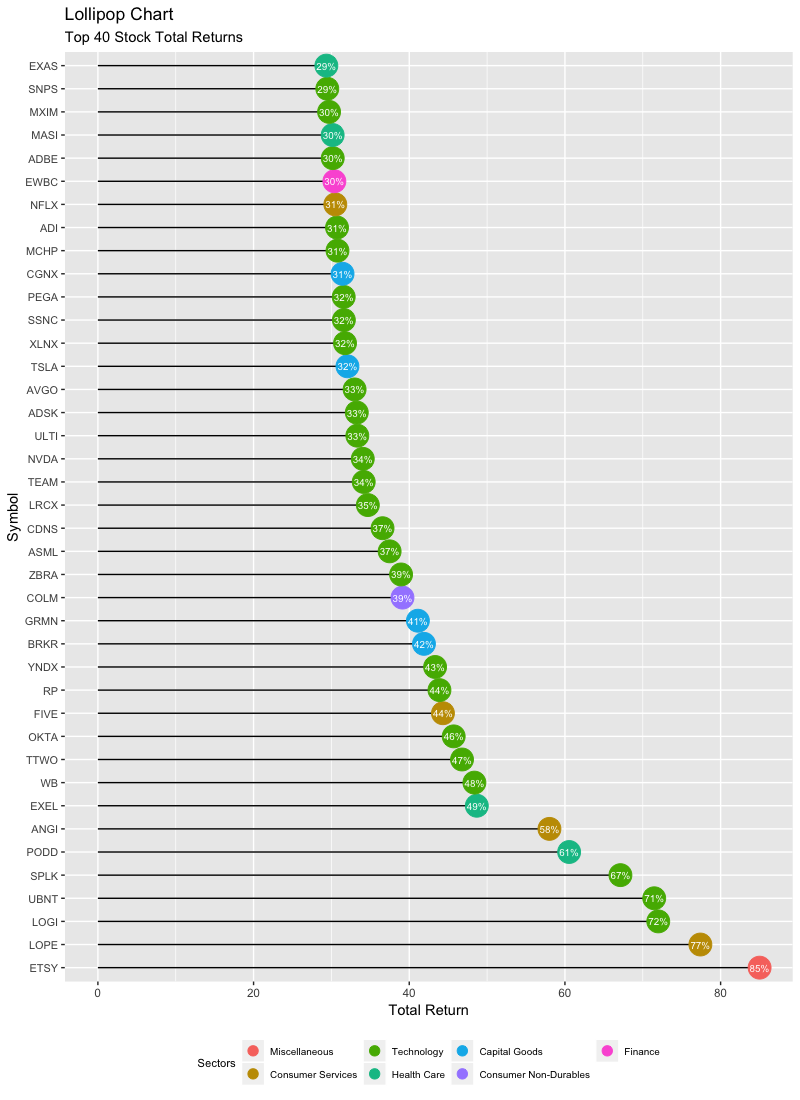 Lollipop Chart
Top 40 Stock Total Returns
EXAS 29%
SNPS 29%
MXIM 30%
MASI 30%
ADBE 30%
EWBC 30%
NFLX 31%
ADI 31%
MCHP 31%
CGNX 31%
PEGA 32%
SSNC 32%
XLNX 32%
TSLA 32%
AVGO 33%
ADSK 33%
ULTI 33%
NVDA 34%
TEAM 34%
LRCX 35%
CDNS 37%
ASML 37%
ZBRA 39%
COLM 39%
GRMN 41%
BRKR 42%
YNDX 43%
RP 44%
FIVE 44%
OKTA 46%
TTWO 47%
WB 48%
EXEL 49%
ANGI 58%
PODD 61%
SPLK 67%
UBNT 71%
LOGI 72%
LOPE 77%
ETSY 85%
Symbol
0 20 40 60 80
Total Return
Sectors
Miscellaneous Technology Capital Goods Finance
Consumer Services Health Care Consumer Non-Durables